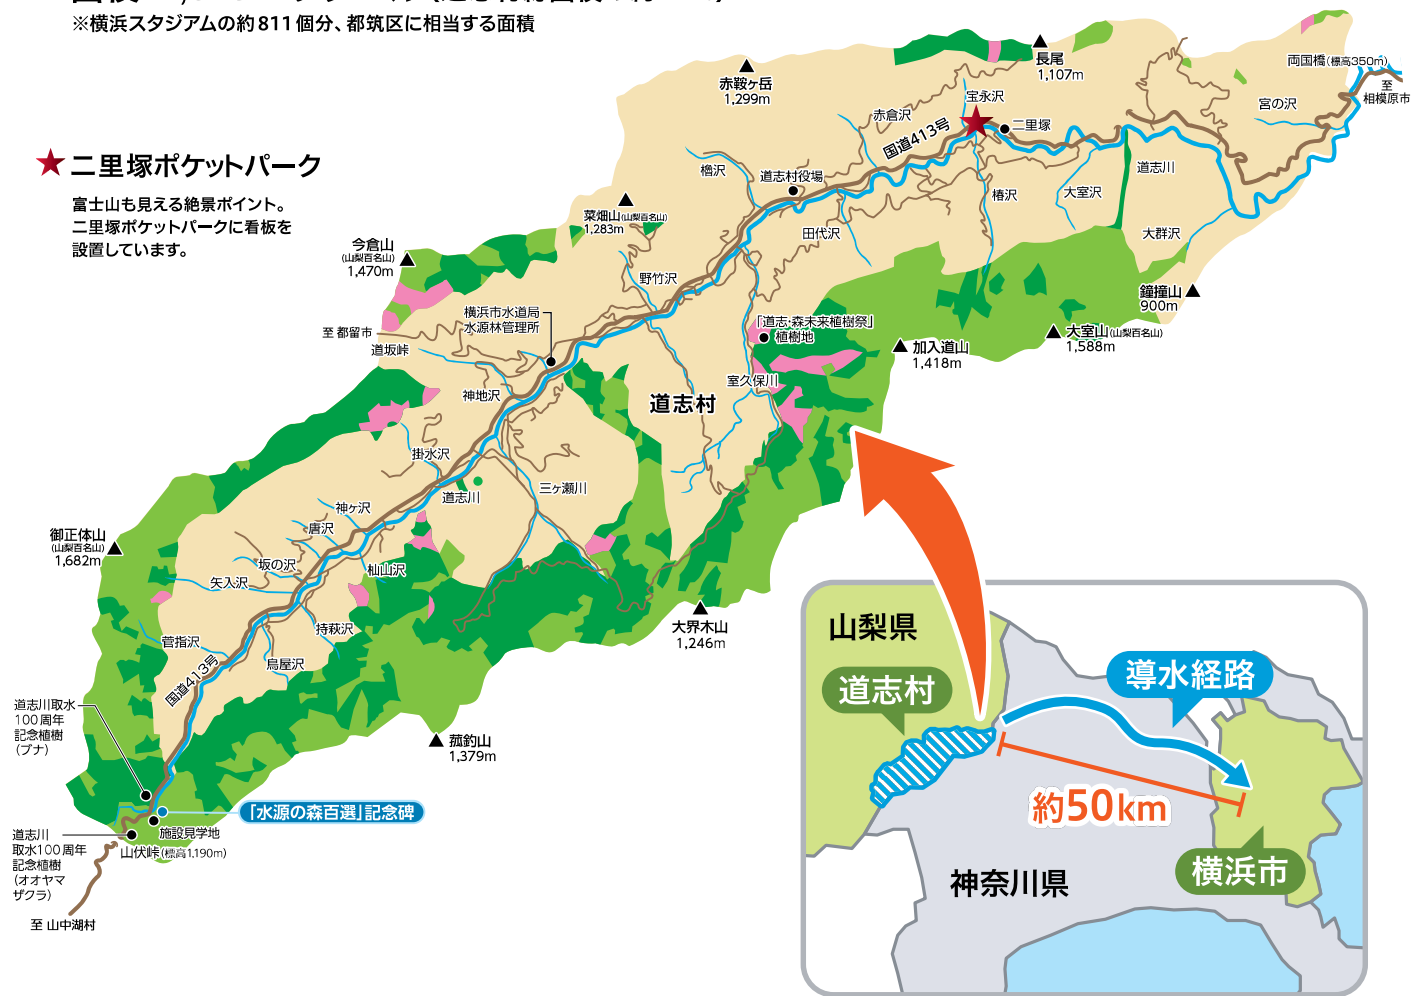 ※横浜スタジアムの約811個分、都筑区に相当する面積
★二里塚ポケットパーク
富士山も見える絶景ポイント。
二里塚ポケットパークに看板を
設置しています。
長尾
1,107m
赤鞍ヶ岳
1,299m
両国橋(標高350m)
至
相模原市
宝永沢
赤倉沢
国道413号
二里塚
宮の沢
櫓沢
道志村役場
道志川
椿沢
大室沢
菜畑山(山梨百名山)
1,283m
田代沢
大群沢
今倉山
(山梨百名山)
1,470m
野竹沢
鐘撞山
900m
横浜市水道局
水源林管理所
「道志・森未来植樹祭」
植樹地
至 都留市
道坂峠
大室山(山梨百名山)
1,588m
加入道山
1,418m
室久保川
神地沢
道志村
掛水沢
道志川
三ヶ瀬川
神ヶ沢
唐沢
御正体山
(山梨百名山)
1,682m
坂の沢
矢入沢
杣山沢
持萩沢
菅指沢
鳥屋沢
大界木山
1,246m
国道413号
道志川取水
100周年
記念植樹
(ブナ)
菰釣山
1,379m
「水源の森百選」記念碑
施設見学地
道志川
取水100周年
記念植樹
(オオヤマ
ザクラ)
山伏峠(標高1,190m)
至 山中湖村
山梨県
道志村
導水経路
約50km
横浜市
神奈川県